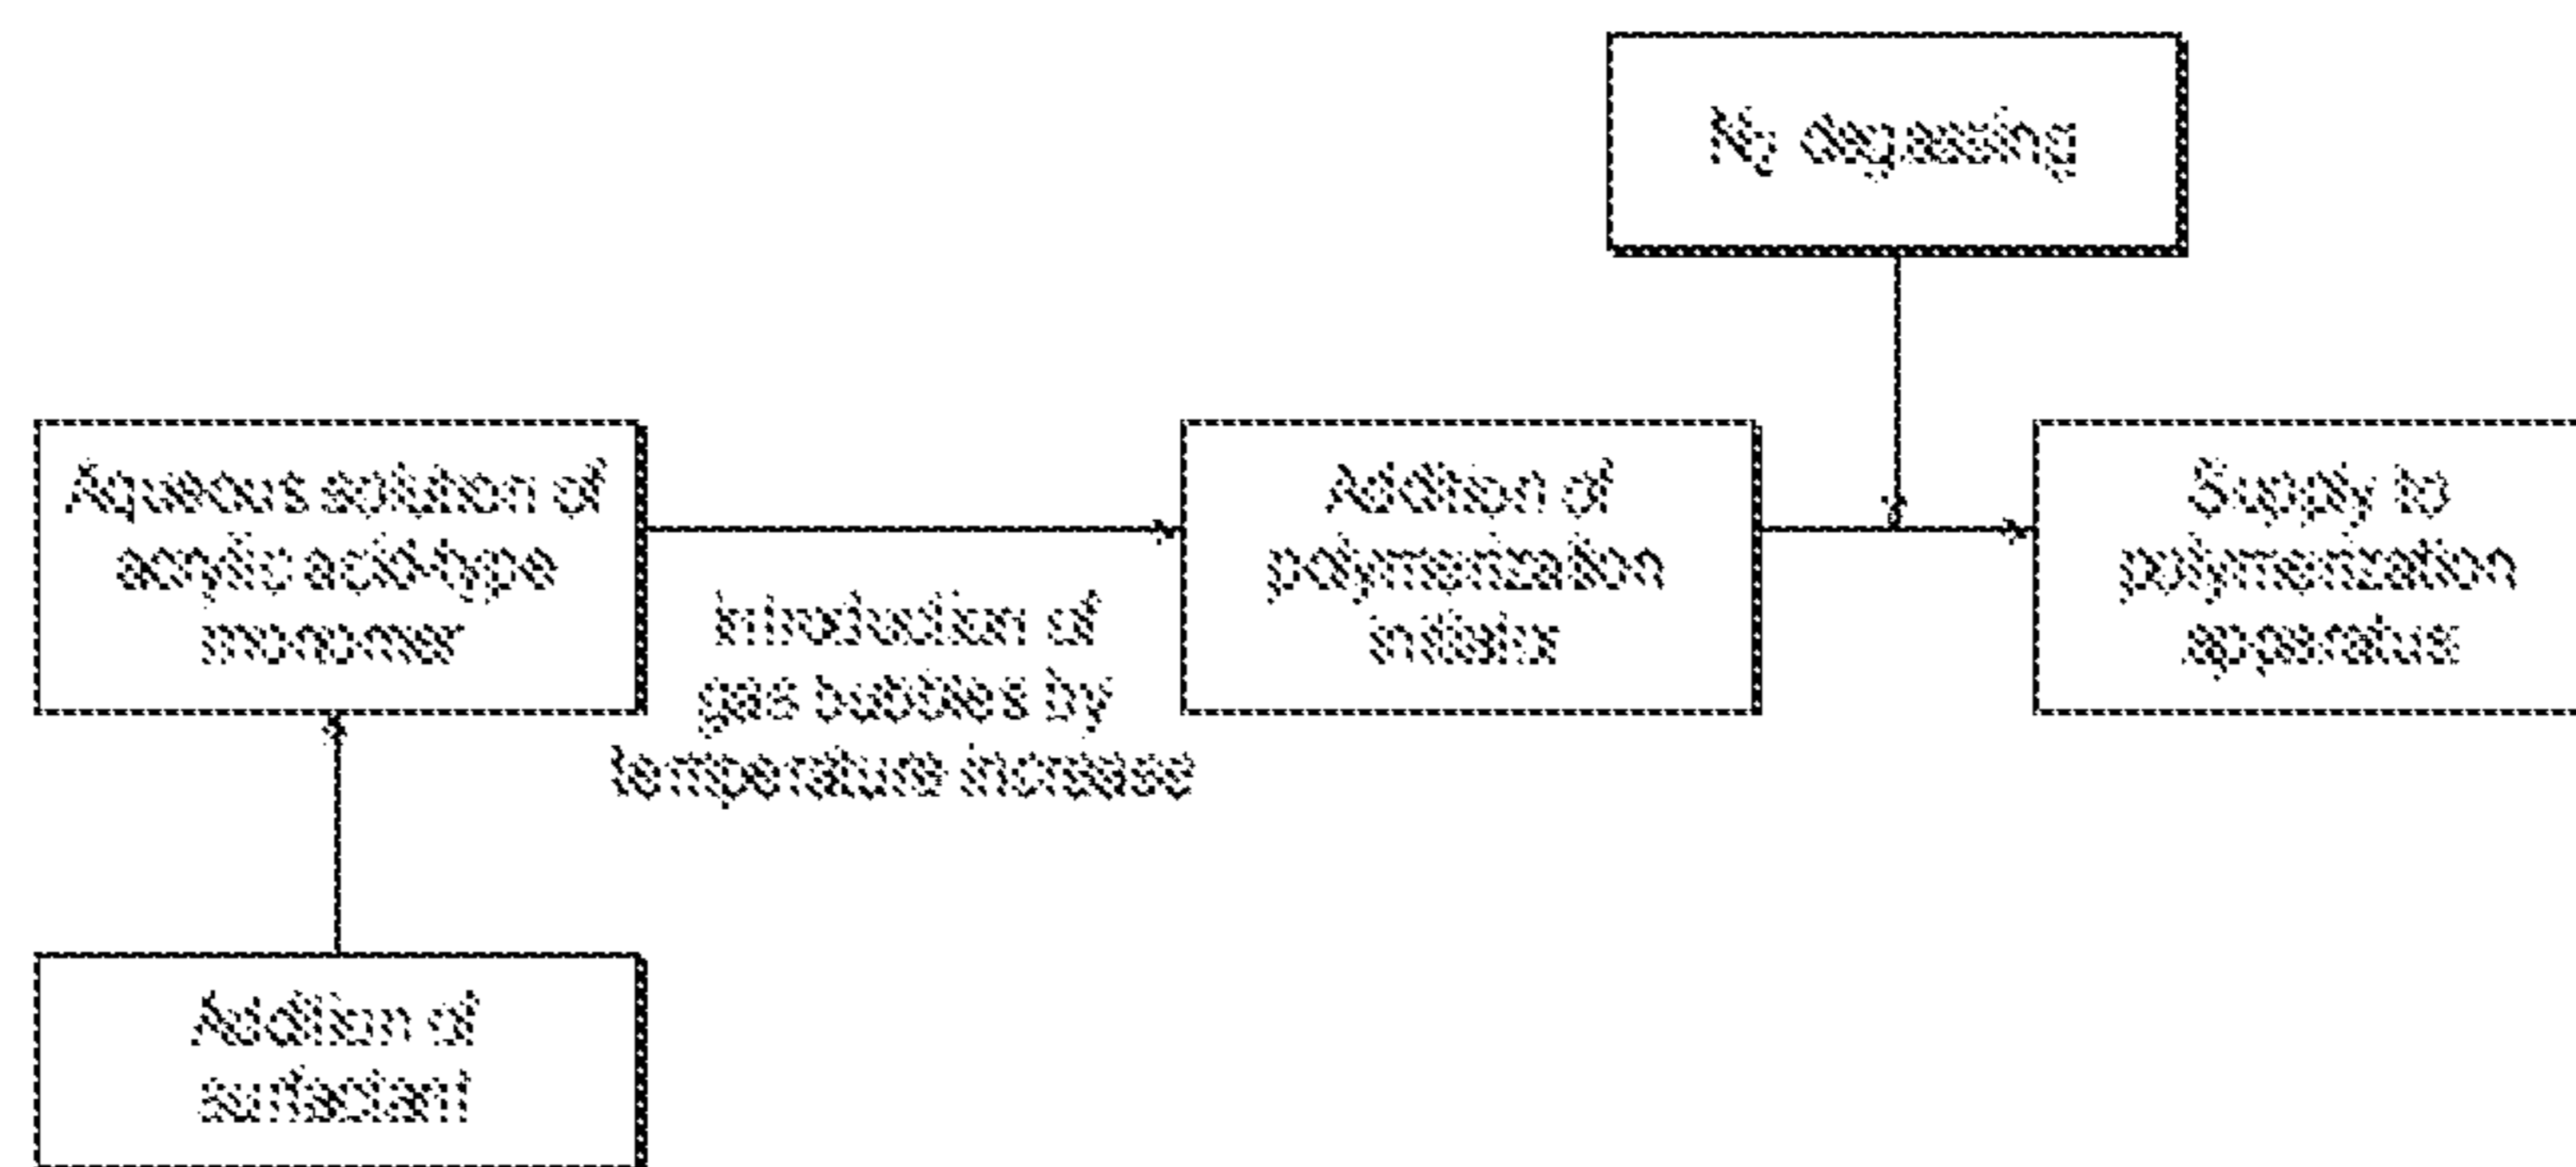 N₂ degassing
Aqueous solution of
acrylic acid-type
monomer
Introduction of
gas bubbles by
temperature increase
Addition of
polymerization
initiator
Supply to
polymerization
apparatus
Addition of
surfactant